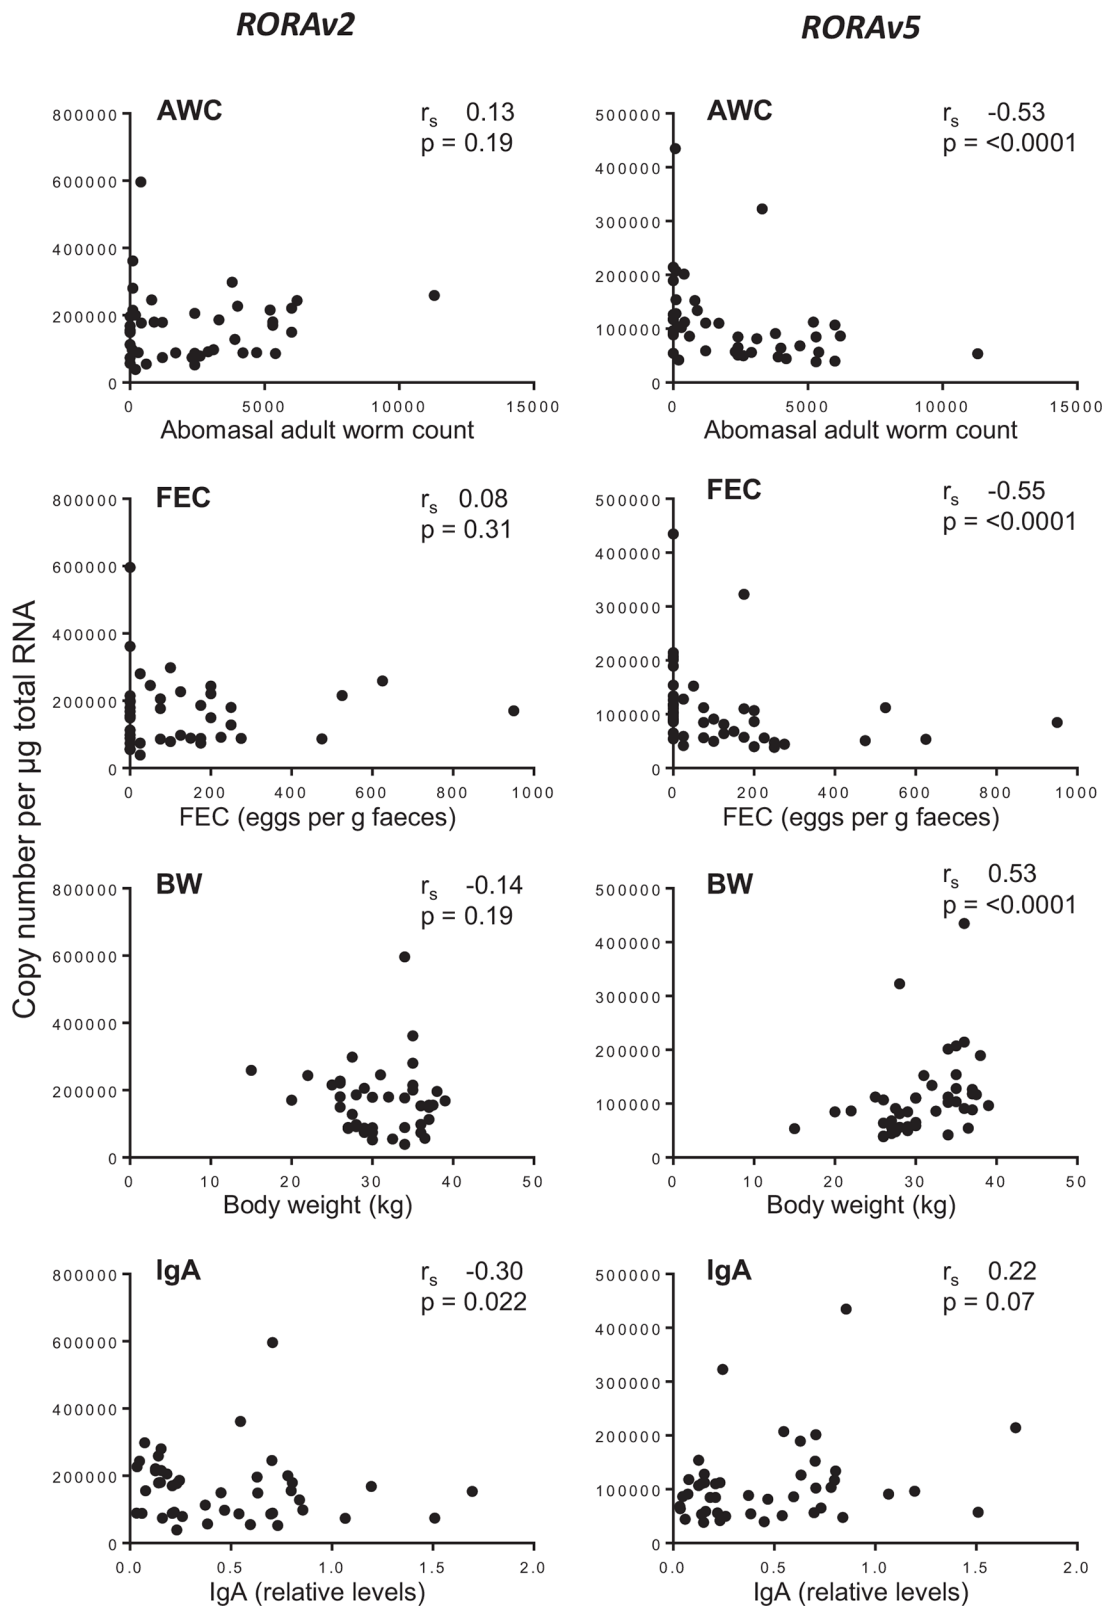 RORAv2
RORAv5
Copy number per µg total RNA
AWC
r_s 0.13
p = 0.19
800000
600000
400000
200000
0
0 5000 10000 15000
Abomasal adult worm count
AWC
r_s -0.53
p = <0.0001
500000
400000
300000
200000
100000
0
0 5000 10000 15000
Abomasal adult worm count
FEC
r_s 0.08
p = 0.31
800000
600000
400000
200000
0
0 200 400 600 800 1000
FEC (eggs per g faeces)
FEC
r_s -0.55
p = <0.0001
500000
400000
300000
200000
100000
0
0 200 400 600 800 1000
FEC (eggs per g faeces)
BW
r_s -0.14
p = 0.19
800000
600000
400000
200000
0
0 10 20 30 40 50
Body weight (kg)
BW
r_s 0.53
p = <0.0001
500000
400000
300000
200000
100000
0
0 10 20 30 40 50
Body weight (kg)
IgA
r_s -0.30
p = 0.022
800000
600000
400000
200000
0
0.0 0.5 1.0 1.5 2.0
IgA (relative levels)
IgA
r_s 0.22
p = 0.07
500000
400000
300000
200000
100000
0
0.0 0.5 1.0 1.5 2.0
IgA (relative levels)